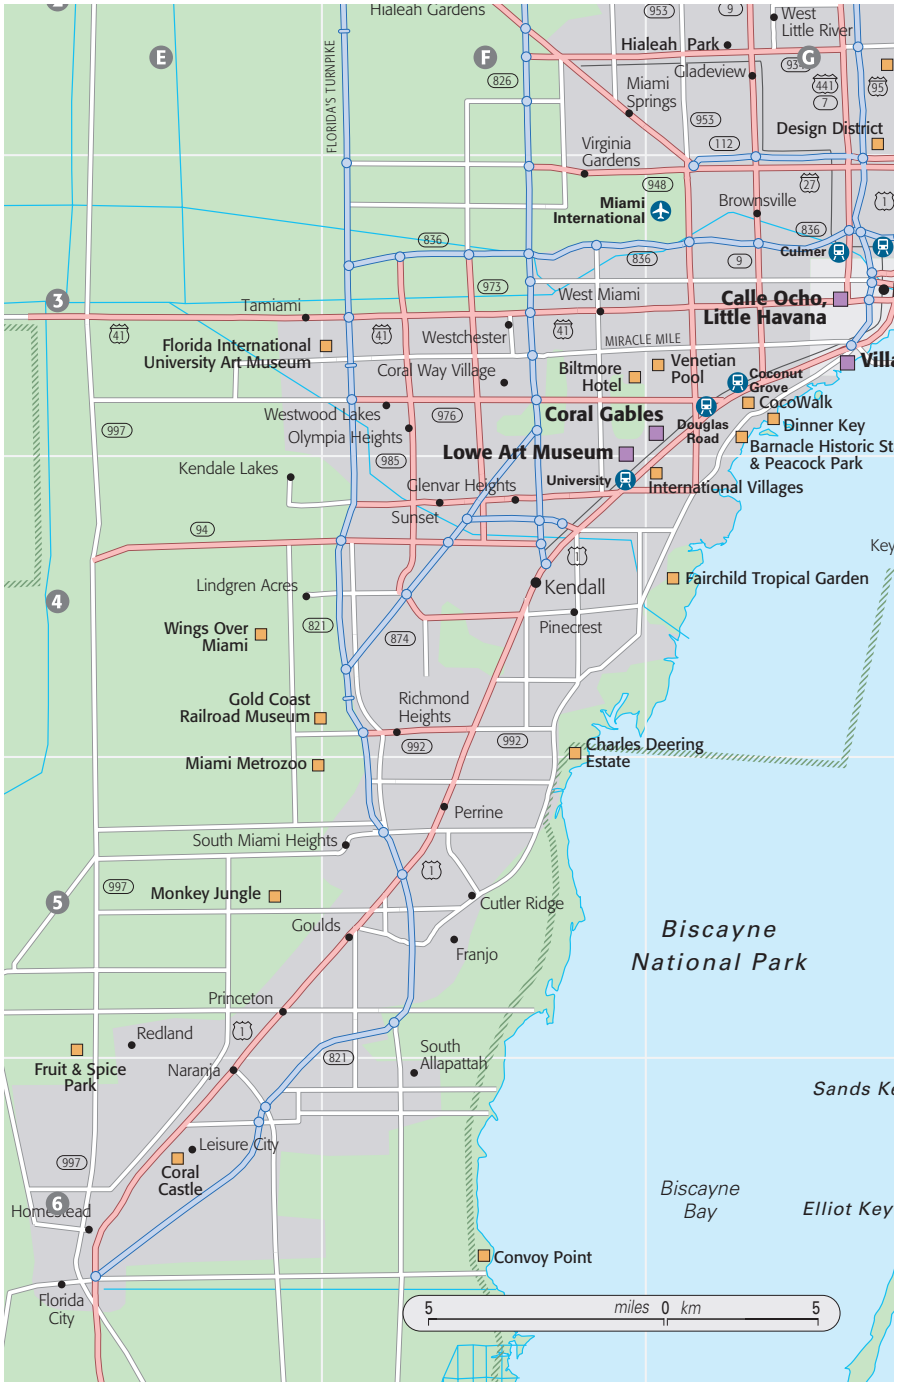 Hialeah Gardens
953
9
West
Little River
E
F
Hialeah Park
G
934
826
Gladeview
441
95
7
Miami
Springs
FLORIDA'S TURNPIKE
953
Design District
112
Virginia
Gardens
948
27
Miami
International
Brownsville
1
836
836
Culmer
836
9
973
3
West Miami
Calle Ocho,
Little Havana
Tamiami
41
41
41
Westchester
MIRACLE MILE
Florida International
University Art Museum
Venetian
Pool
Villa
Biltmore
Hotel
Coral Way Village
Coconut
Grove
CocoWalk
Westwood Lakes
976
Coral Gables
Douglas
Road
Dinner Key
997
Olympia Heights
Barnacle Historic St
& Peacock Park
985
Lowe Art Museum
Kendale Lakes
University
Glenvar Heights
International Villages
Sunset
94
Key
1
Kendall
Fairchild Tropical Garden
Lindgren Acres
4
821
Pinecrest
Wings Over
Miami
874
Gold Coast
Railroad Museum
Richmond
Heights
992
992
Charles Deering
Estate
Miami Metrozoo
Perrine
South Miami Heights
1
997
Monkey Jungle
5
Cutler Ridge
Goulds
Franjo
Biscayne
National Park
Princeton
Redland
1
821
South
Allapattah
Fruit & Spice
Park
Naranja
Sands Ke
Leisure City
997
Coral
Castle
Biscayne
Bay
6
Homestead
Elliot Key
Convoy Point
Florida
City
5 miles 0 km 5